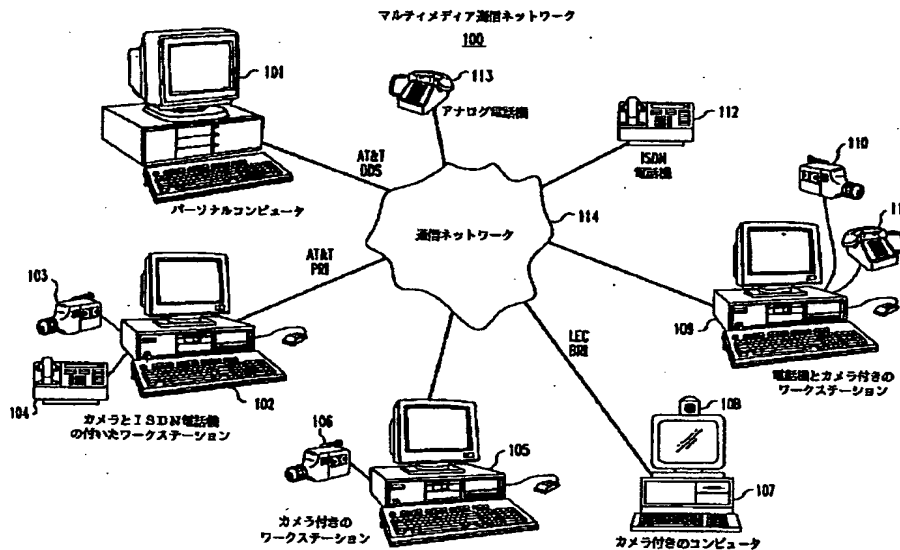 マルチメディア通信ネットワーク
100
101
113
アナログ電話機
112
ISDN
電話機
110
AT&T
DDS
パーソナルコンピュータ
通信ネットワーク
114
103
AT&T
PRI
109
104
102
カメラとISDN電話機
の付いたワークステーション
LEC
BRI
電話機とカメラ付きの
ワークステーション
108
106
105
107
カメラ付きの
ワークステーション
カメラ付きのコンピュータ